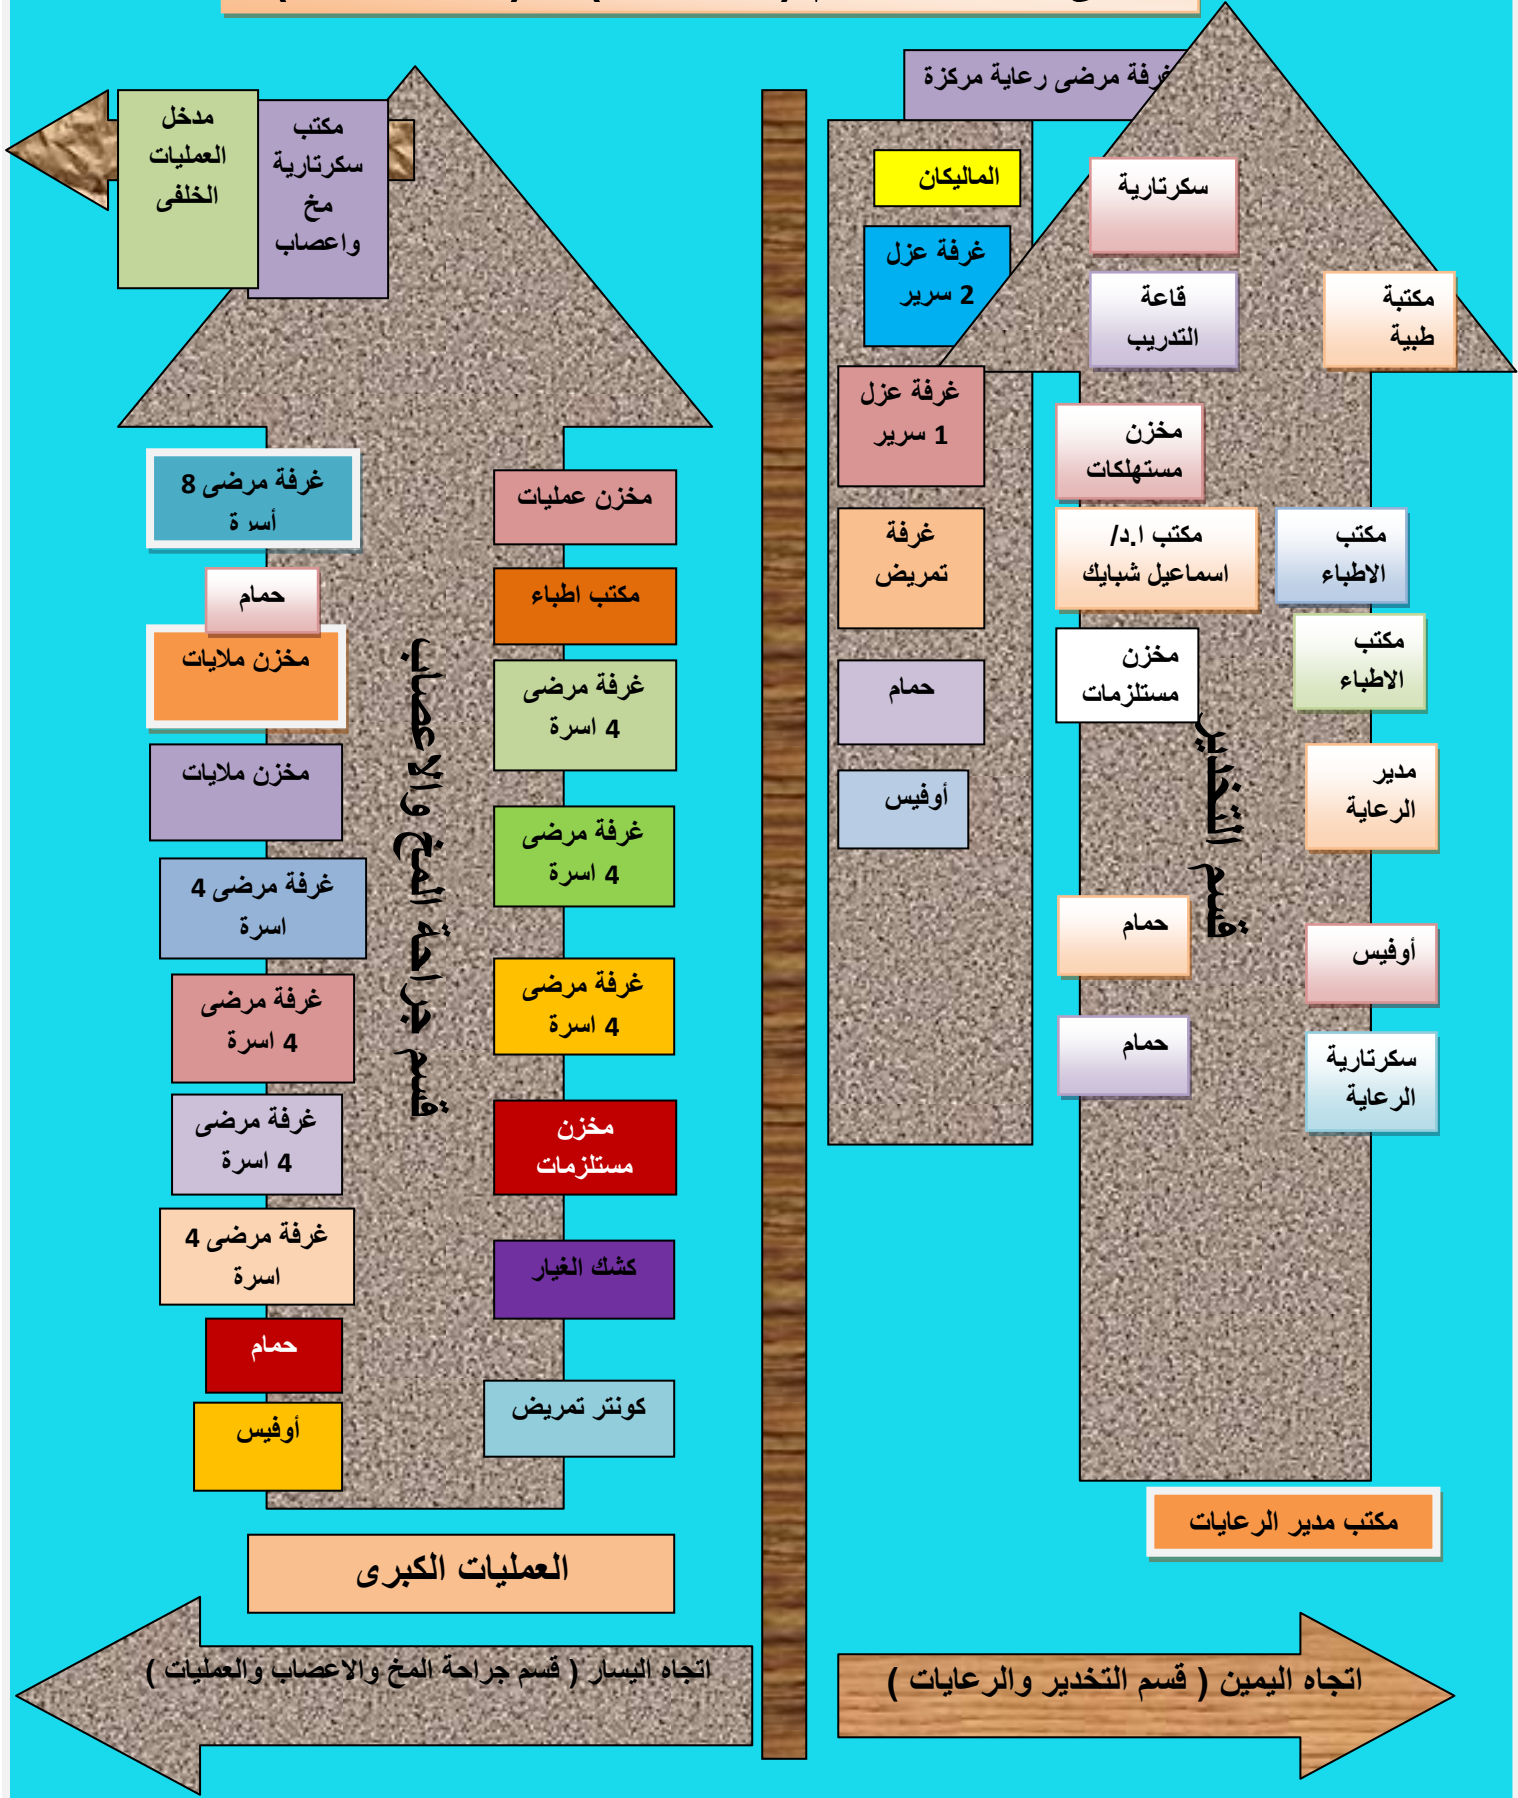 غرفة مرضى رعاية مركزة
الماليكان
غرفة عزل
2 سرير
غرفة عزل
1 سرير
غرفة
تمريض
حمام
أوفيس
سكرتارية
قاعة
التدريب
مكتبة
طبية
مخزن
مستهلكات
مكتب ا.د/
اسماعيل شبايك
مكتب
الاطباء
مخزن
مستلزمات
مكتب
الاطباء
قسم التخدير
مدير
الرعاية
حمام
أوفيس
حمام
سكرتارية
الرعاية
مكتب مدير الرعايات
اتجاه اليمين ( قسم التخدير والرعايات )
مكتب
سكرتارية
مخ
واعصاب
مدخل
العمليات
الخلفى
مخزن عمليات
مكتب اطباء
غرفة مرضى
4 اسرة
غرفة مرضى
4 اسرة
غرفة مرضى
4 اسرة
مخزن
مستلزمات
كشك الغيار
كونتر تمريض
قسم جراحة المخ والاعصاب
غرفة مرضى 8
أسرة
حمام
مخزن ملايات
مخزن ملايات
غرفة مرضى 4
اسرة
غرفة مرضى
4 اسرة
غرفة مرضى
4 اسرة
غرفة مرضى 4
اسرة
حمام
أوفيس
العمليات الكبرى
اتجاه اليسار ( قسم جراحة المخ والاعصاب والعمليات )